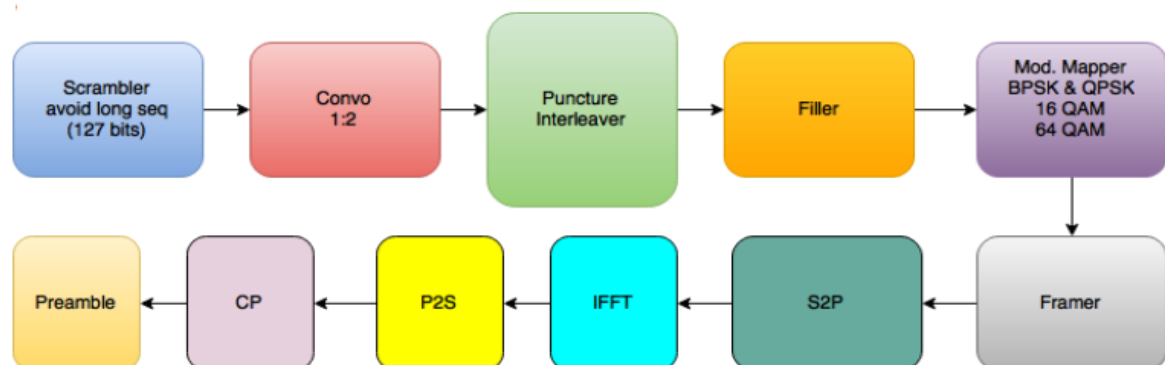 Scrambler
avoid long seq
(127 bits)
Convo
1:2
Puncture
Interleaver
Filler
Mod. Mapper
BPSK & QPSK
16 QAM
64 QAM
Preamble
CP
P2S
IFFT
S2P
Framer